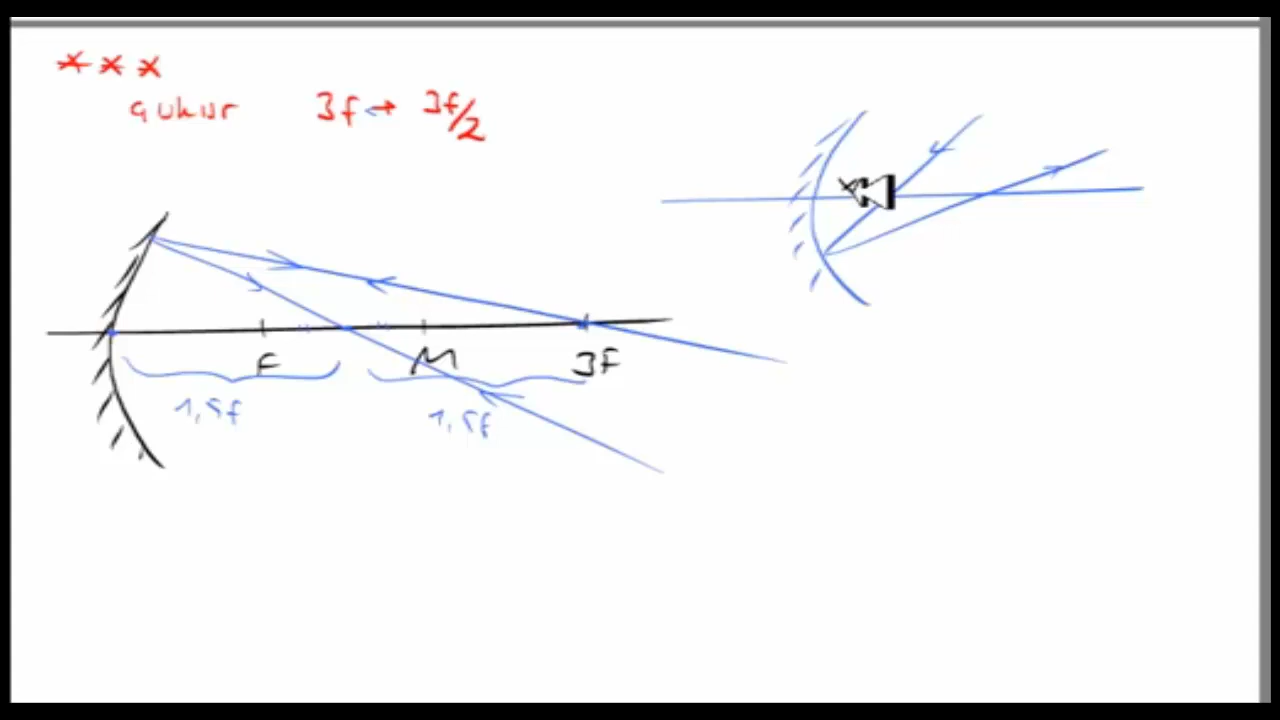 * * *
çukur 3f ↔ 3f/2
F M 3F
1,5f 1,5f